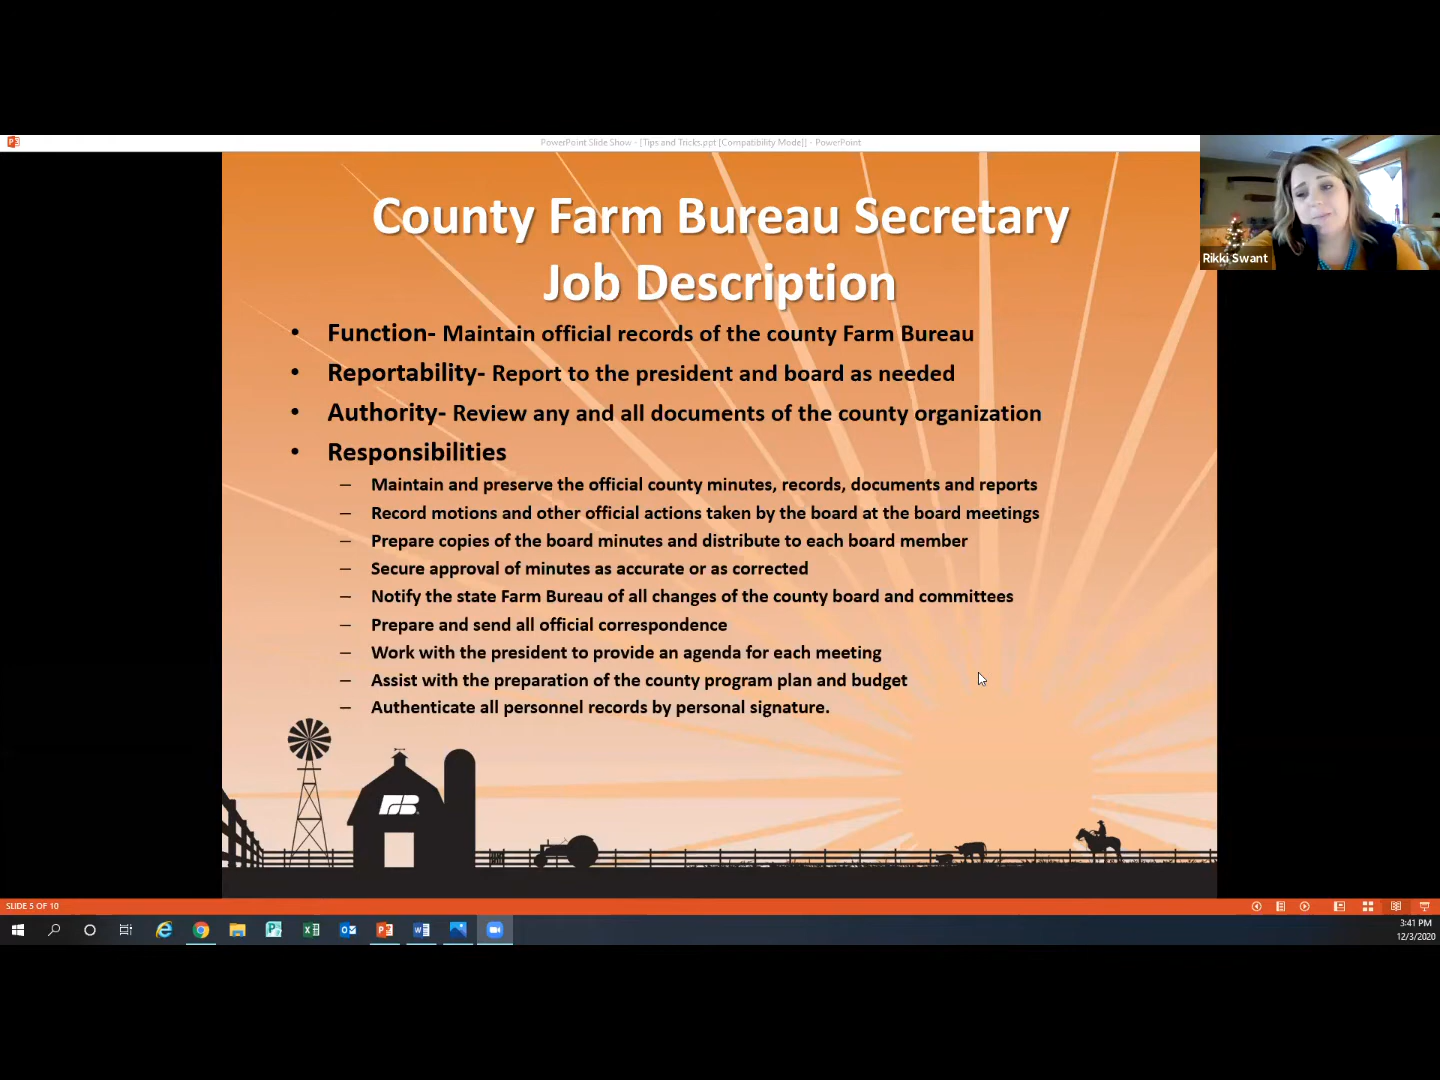 PowerPoint Slide Show - [Tips and Tricks.ppt [Compatibility Mode]] - PowerPoint
County Farm Bureau Secretary
Job Description
Rikki Swant
• Function- Maintain official records of the county Farm Bureau
• Reportability- Report to the president and board as needed
• Authority- Review any and all documents of the county organization
• Responsibilities
– Maintain and preserve the official county minutes, records, documents and reports
– Record motions and other official actions taken by the board at the board meetings
– Prepare copies of the board minutes and distribute to each board member
– Secure approval of minutes as accurate or as corrected
– Notify the state Farm Bureau of all changes of the county board and committees
– Prepare and send all official correspondence
– Work with the president to provide an agenda for each meeting
– Assist with the preparation of the county program plan and budget
– Authenticate all personnel records by personal signature.
FB
SLIDE 5 OF 10
3:41 PM
12/3/2020